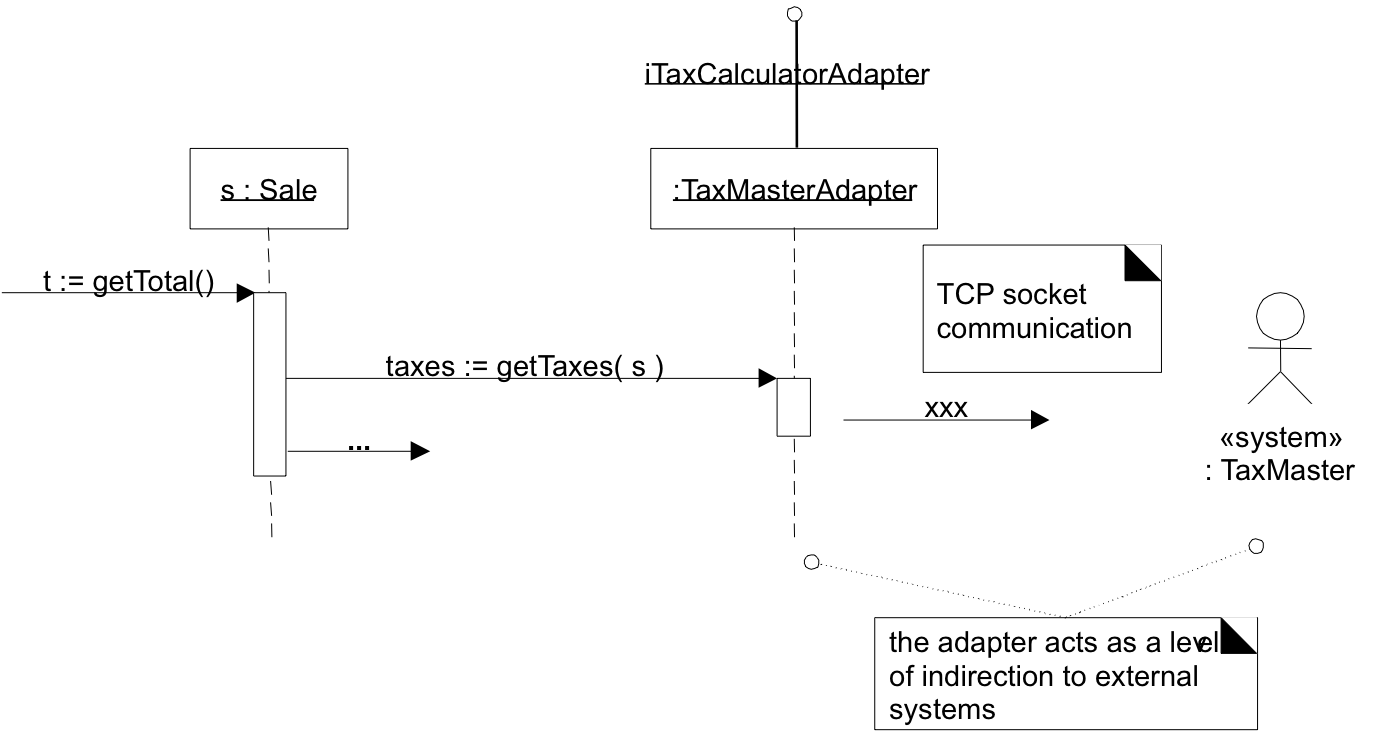 iTaxCalculatorAdapter
s : Sale
:TaxMasterAdapter
t := getTotal()
TCP socket
communication
taxes := getTaxes( s )
xxx
...
«system»
: TaxMaster
the adapter acts as a level
of indirection to external
systems